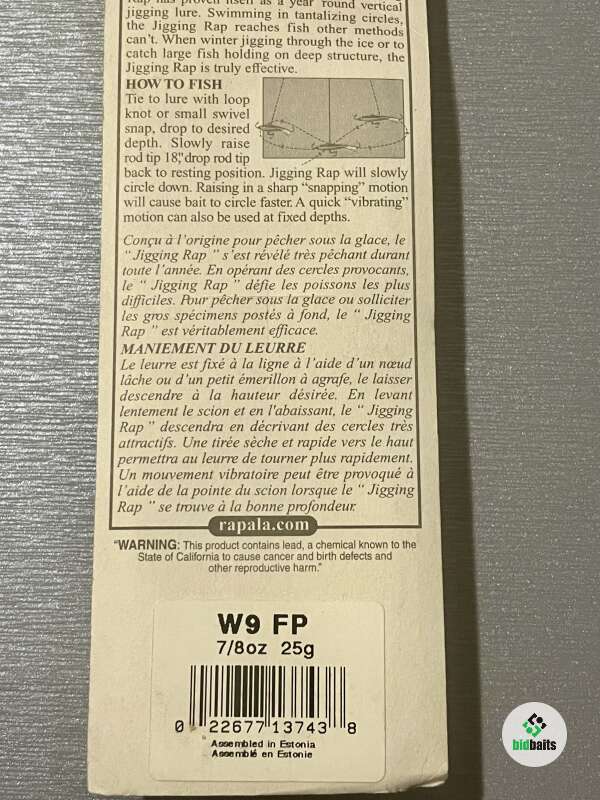 Rap has proven itself as a year round vertical
jigging lure. Swimming in tantalizing circles,
the Jigging Rap reaches fish other methods
can't. When winter jigging through the ice or to
catch large fish holding on deep structure, the
Jigging Rap is truly effective.
HOW TO FISH
Tie to lure with loop
knot or small swivel
snap, drop to desired
depth. Slowly raise
rod tip 18", drop rod tip
back to resting position. Jigging Rap will slowly
circle down. Raising in a sharp “snapping” motion
will cause bait to circle faster. A quick “vibrating”
motion can also be used at fixed depths.
Conçu à l'origine pour pêcher sous la glace, le
“ Jigging Rap ” s'est révélé très pêchant durant
toute l'année. En opérant des cercles provocants,
le “ Jigging Rap ” défie les poissons les plus
difficiles. Pour pêcher sous la glace ou solliciter
les gros spécimens postés à fond, le “ Jigging
Rap ” est véritablement efficace.
MANIEMENT DU LEURRE
Le leurre est fixé à la ligne à l'aide d'un nœud
lâche ou d'un petit émerillon à agrafe, le laisser
descendre à la hauteur désirée. En levant
lentement le scion et en l'abaissant, le “ Jigging
Rap ” descendra en décrivant des cercles très
attractifs. Une tirée sèche et rapide vers le haut
permettra au leurre de tourner plus rapidement.
Un mouvement vibratoire peut être provoqué à
l'aide de la pointe du scion lorsque le “ Jigging
Rap ” se trouve à la bonne profondeur.
rapala.com
“WARNING: This product contains lead, a chemical known to the
State of California to cause cancer and birth defects and
other reproductive harm.”
W9 FP
7/8oz 25g
0 22677 13743 8
Assembled in Estonia
Assemblé en Estonie
bidbaits